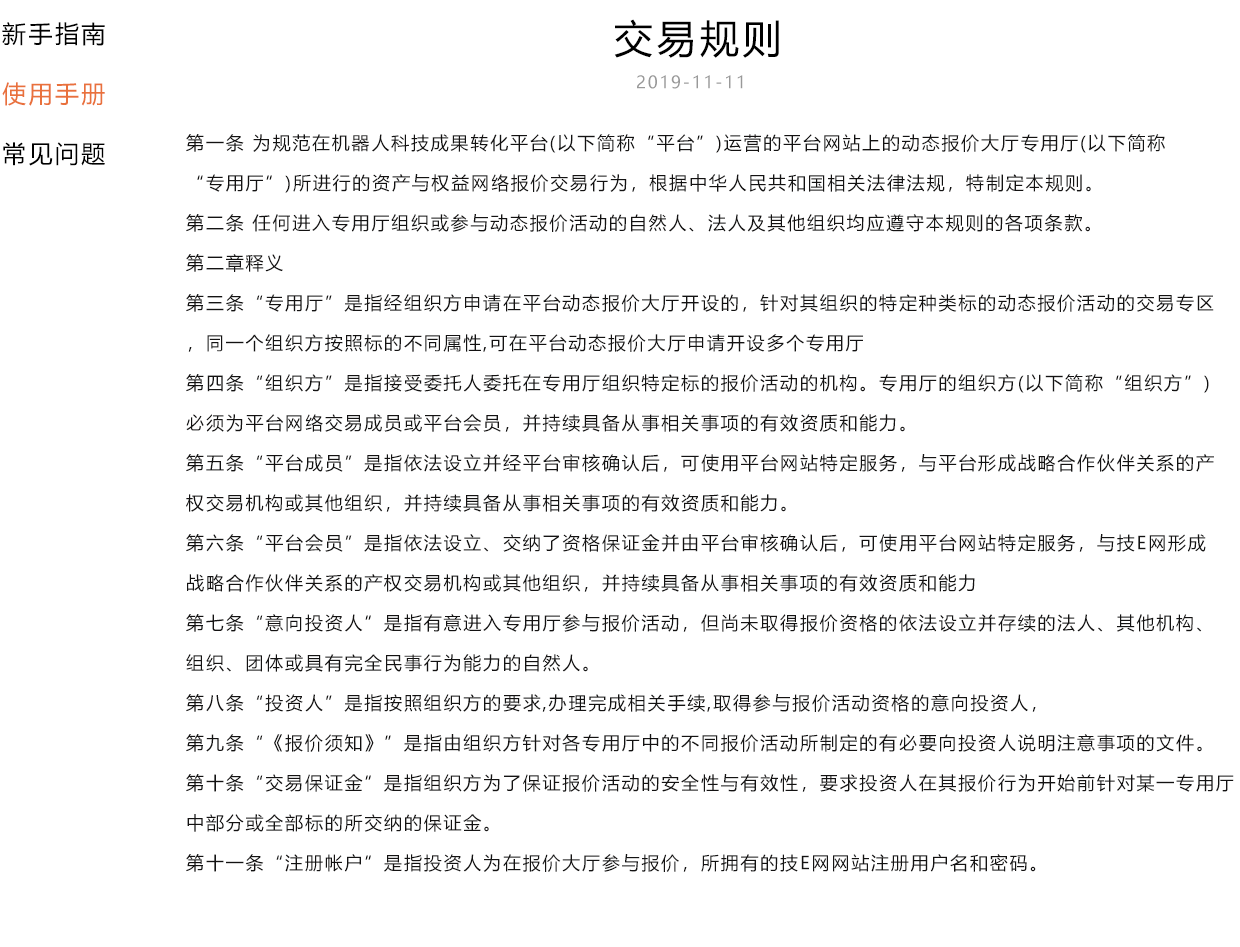 新手指南
使用手册
常见问题
交易规则
2019-11-11
第一条 为规范在机器人科技成果转化平台(以下简称“平台”)运营的平台网站上的动态报价大厅专用厅(以下简称
“专用厅”)所进行的资产与权益网络报价交易行为，根据中华人民共和国相关法律法规，特制定本规则。
第二条 任何进入专用厅组织或参与动态报价活动的自然人、法人及其他组织均应遵守本规则的各项条款。
第二章释义
第三条“专用厅”是指经组织方申请在平台动态报价大厅开设的，针对其组织的特定种类标的动态报价活动的交易专区
，同一个组织方按照标的不同属性,可在平台动态报价大厅申请开设多个专用厅
第四条“组织方”是指接受委托人委托在专用厅组织特定标的报价活动的机构。专用厅的组织方(以下简称“组织方”)
必须为平台网络交易成员或平台会员，并持续具备从事相关事项的有效资质和能力。
第五条“平台成员”是指依法设立并经平台审核确认后，可使用平台网站特定服务，与平台形成战略合作伙伴关系的产
权交易机构或其他组织，并持续具备从事相关事项的有效资质和能力。
第六条“平台会员”是指依法设立、交纳了资格保证金并由平台审核确认后，可使用平台网站特定服务，与技E网形成
战略合作伙伴关系的产权交易机构或其他组织，并持续具备从事相关事项的有效资质和能力
第七条“意向投资人”是指有意进入专用厅参与报价活动，但尚未取得报价资格的依法设立并存续的法人、其他机构、
组织、团体或具有完全民事行为能力的自然人。
第八条“投资人”是指按照组织方的要求,办理完成相关手续,取得参与报价活动资格的意向投资人，
第九条“《报价须知》”是指由组织方针对各专用厅中的不同报价活动所制定的有必要向投资人说明注意事项的文件。
第十条“交易保证金”是指组织方为了保证报价活动的安全性与有效性，要求投资人在其报价行为开始前针对某一专用厅
中部分或全部标的所交纳的保证金。
第十一条“注册帐户”是指投资人为在报价大厅参与报价，所拥有的技E网网站注册用户名和密码。